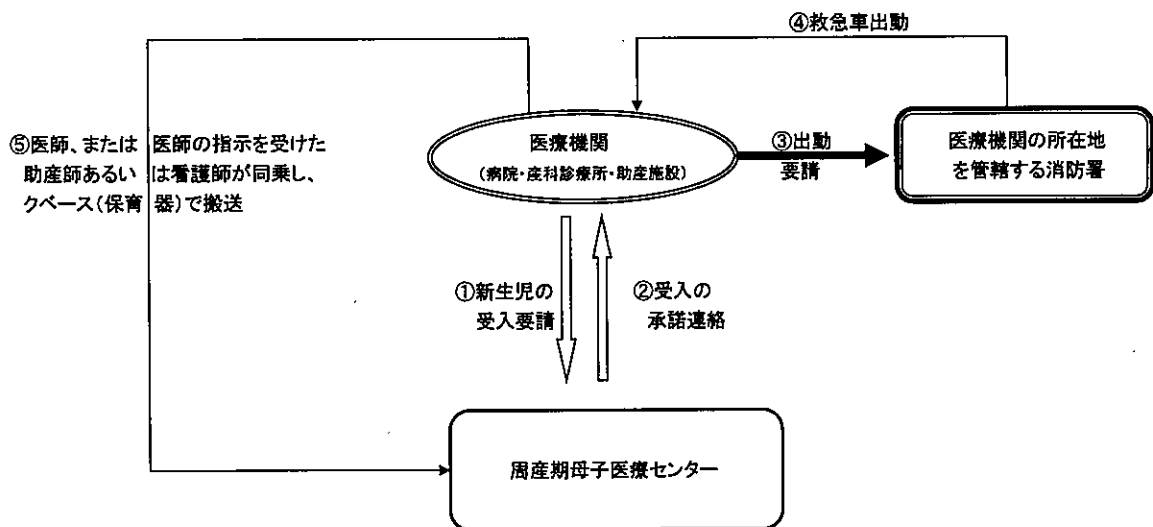 ④救急車出動
⑤医師、または医師の指示を受けた
助産師あるいは看護師が同乗し、
クベース(保育器)で搬送
医療機関
(病院・産科診療所・助産施設)
③出動
要請
医療機関の所在地
を管轄する消防署
①新生児の
受入要請
②受入の
承諾連絡
周産期母子医療センター